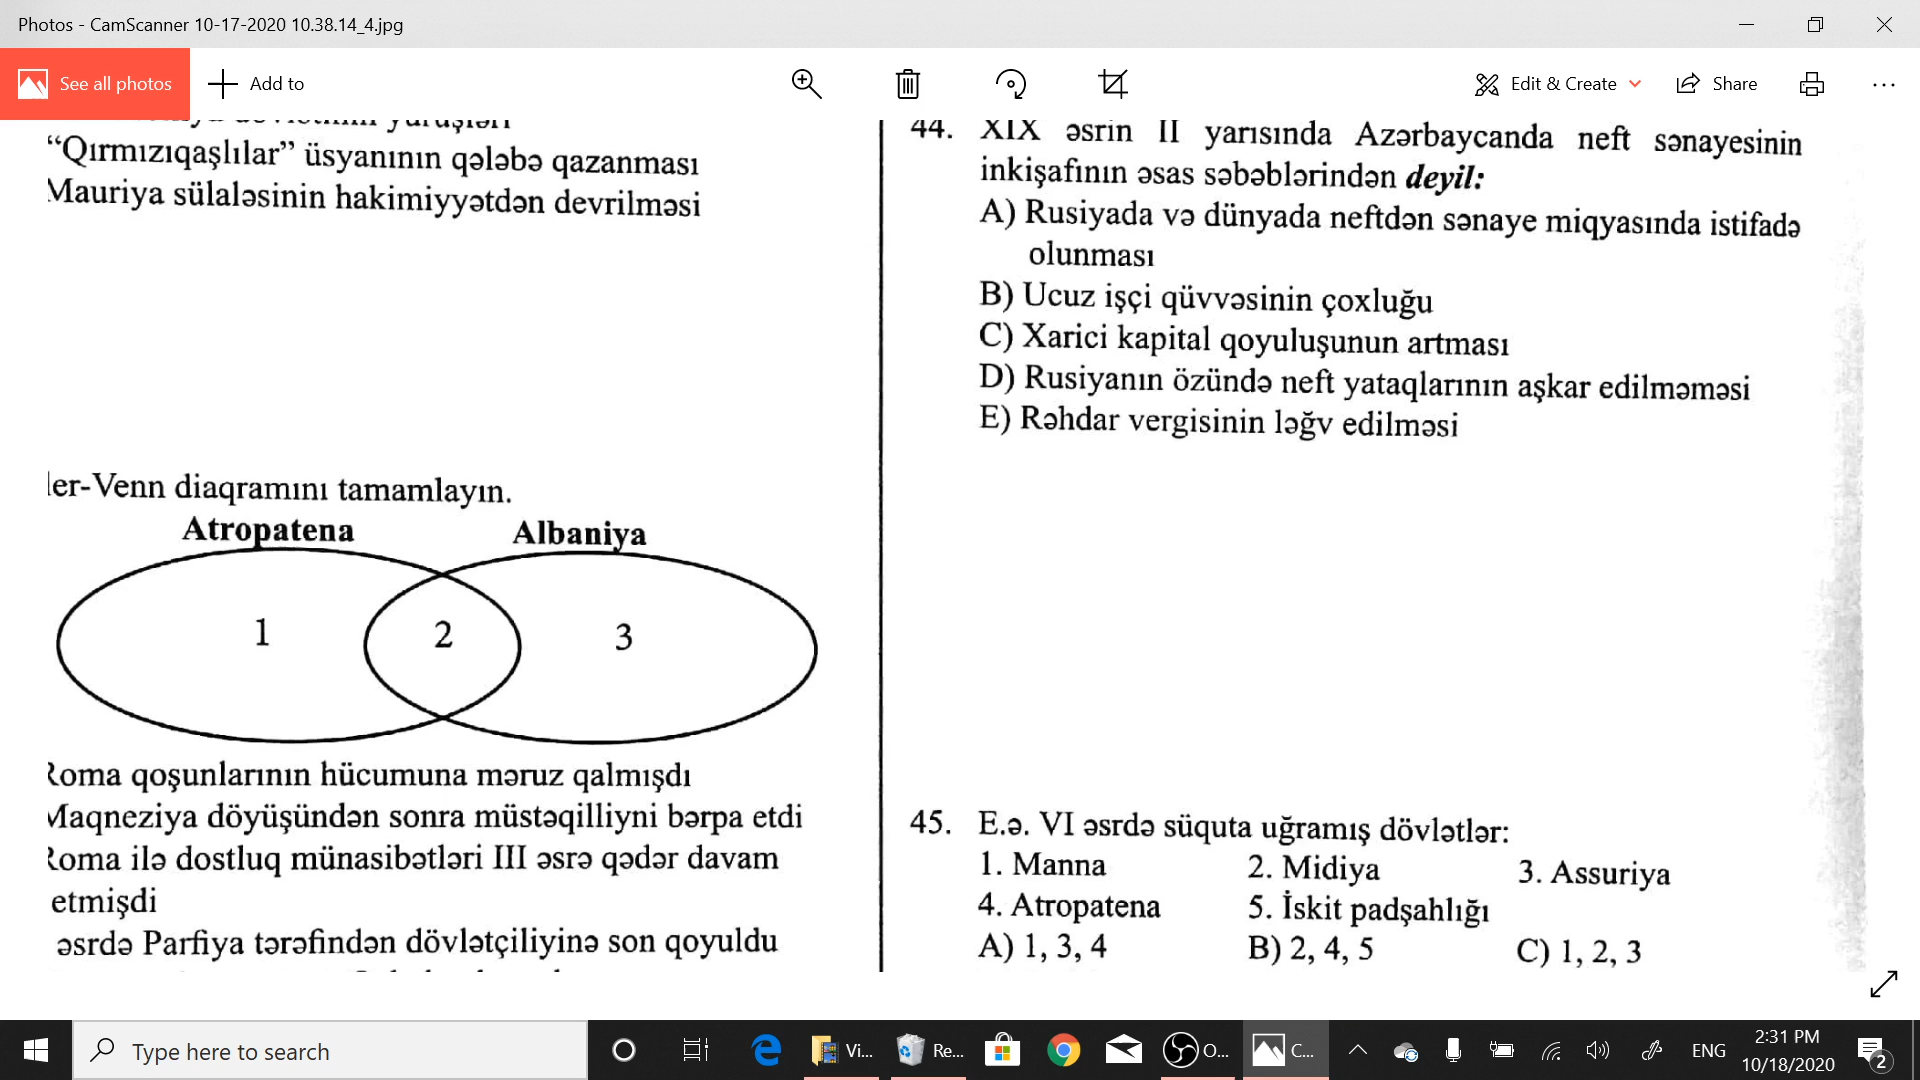 Photos - CamScanner 10-17-2020 10.38.14_4.jpg
See all photos
Add to
Edit & Create
Share
“Qırmızıqaşlılar” üsyanının qələbə qazanması
Mauriya sülaləsinin hakimiyyətdən devrilməsi
ler-Venn diaqramını tamamlayın.
Atropatena Albaniya
1 2 3
Roma qoşunlarının hücumuna məruz qalmışdı
Maqneziya döyüşündən sonra müstəqilliyni bərpa etdi
Roma ilə dostluq münasibətləri III əsrə qədər davam
etmişdi
əsrdə Parfiya tərəfindən dövlətçiliyinə son qoyuldu
44. XIX əsrin II yarısında Azərbaycanda neft sənayesinin
inkişafının əsas səbəblərindən deyil:
A) Rusiyada və dünyada neftdən sənaye miqyasında istifadə
olunması
B) Ucuz işçi qüvvəsinin çoxluğu
C) Xarici kapital qoyuluşunun artması
D) Rusiyanın özündə neft yataqlarının aşkar edilməməsi
E) Rəhdar vergisinin ləğv edilməsi
45. E.ə. VI əsrdə süquta uğramış dövlətlər:
1. Manna 2. Midiya 3. Assuriya
4. Atropatena 5. İskit padşahlığı
A) 1, 3, 4 B) 2, 4, 5 C) 1, 2, 3
Type here to search
Vi...
Re...
O...
C...
ENG
2:31 PM
10/18/2020
2